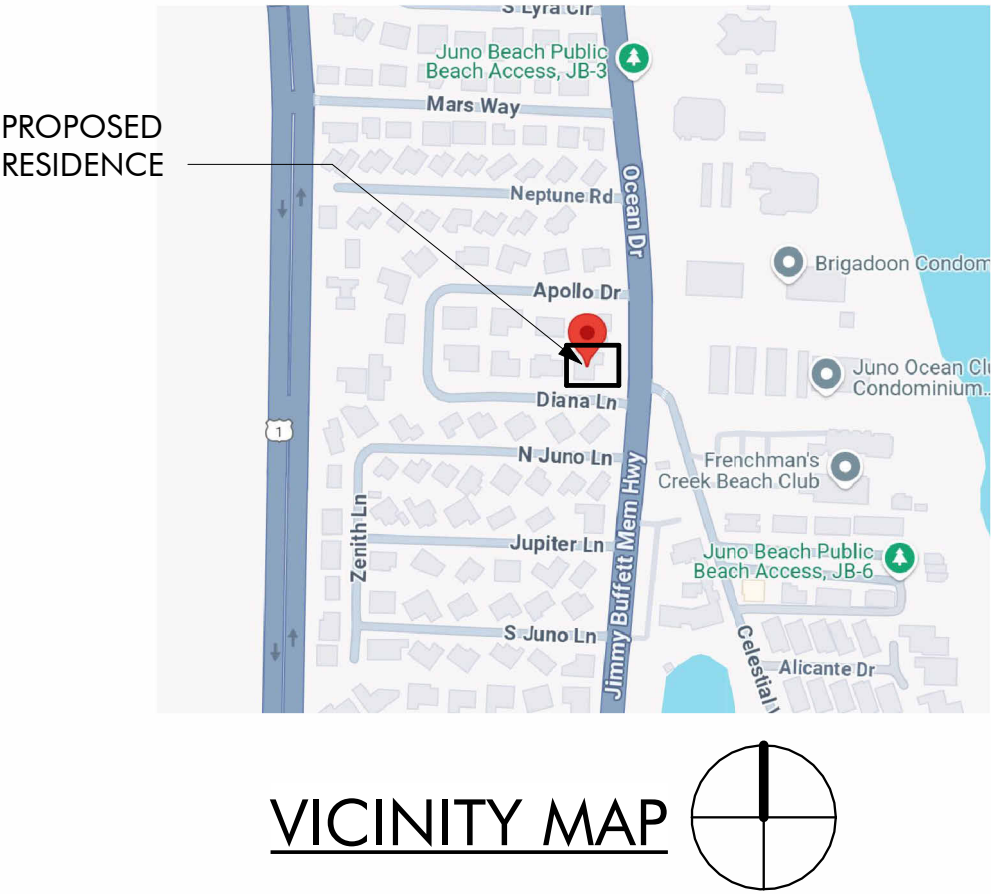 S Lyra Cir
Juno Beach Public
Beach Access, JB-3
Mars Way
PROPOSED
RESIDENCE
Neptune Rd
Ocean Dr
Brigadoon Condom
Apollo Dr
Juno Ocean Clu
Condominium...
Diana Ln
1
N Juno Ln
Frenchman's
Creek Beach Club
Zenith Ln
Jimmy Buffett Mem Hwy
Jupiter Ln
Juno Beach Public
Beach Access, JB-6
S Juno Ln
Celestial
Alicante Dr
VICINITY MAP